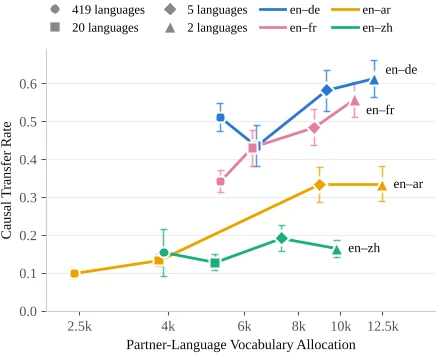 419 languages 5 languages en–de en–ar
20 languages 2 languages en–fr en–zh
Causal Transfer Rate
0.6
0.5
0.4
0.3
0.2
0.1
0.0
en–de
en–fr
en–ar
en–zh
2.5k 4k 6k 8k 10k 12.5k
Partner-Language Vocabulary Allocation